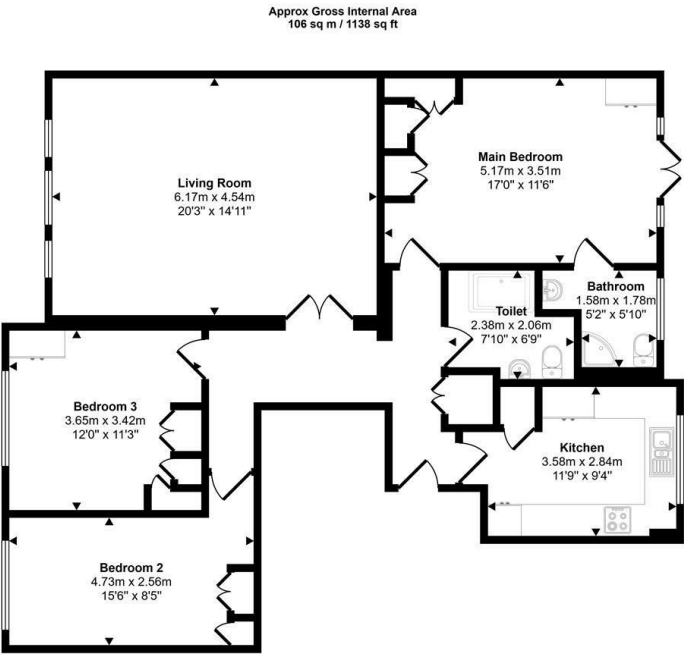 Approx Gross Internal Area
106 sq m / 1138 sq ft
Living Room
6.17m x 4.54m
20'3" x 14'11"
Main Bedroom
5.17m x 3.51m
17'0" x 11'6"
Bathroom
1.58m x 1.78m
5'2" x 5'10"
Toilet
2.38m x 2.06m
7'10" x 6'9"
Bedroom 3
3.65m x 3.42m
12'0" x 11'3"
Kitchen
3.58m x 2.84m
11'9" x 9'4"
Bedroom 2
4.73m x 2.56m
15'6" x 8'5"